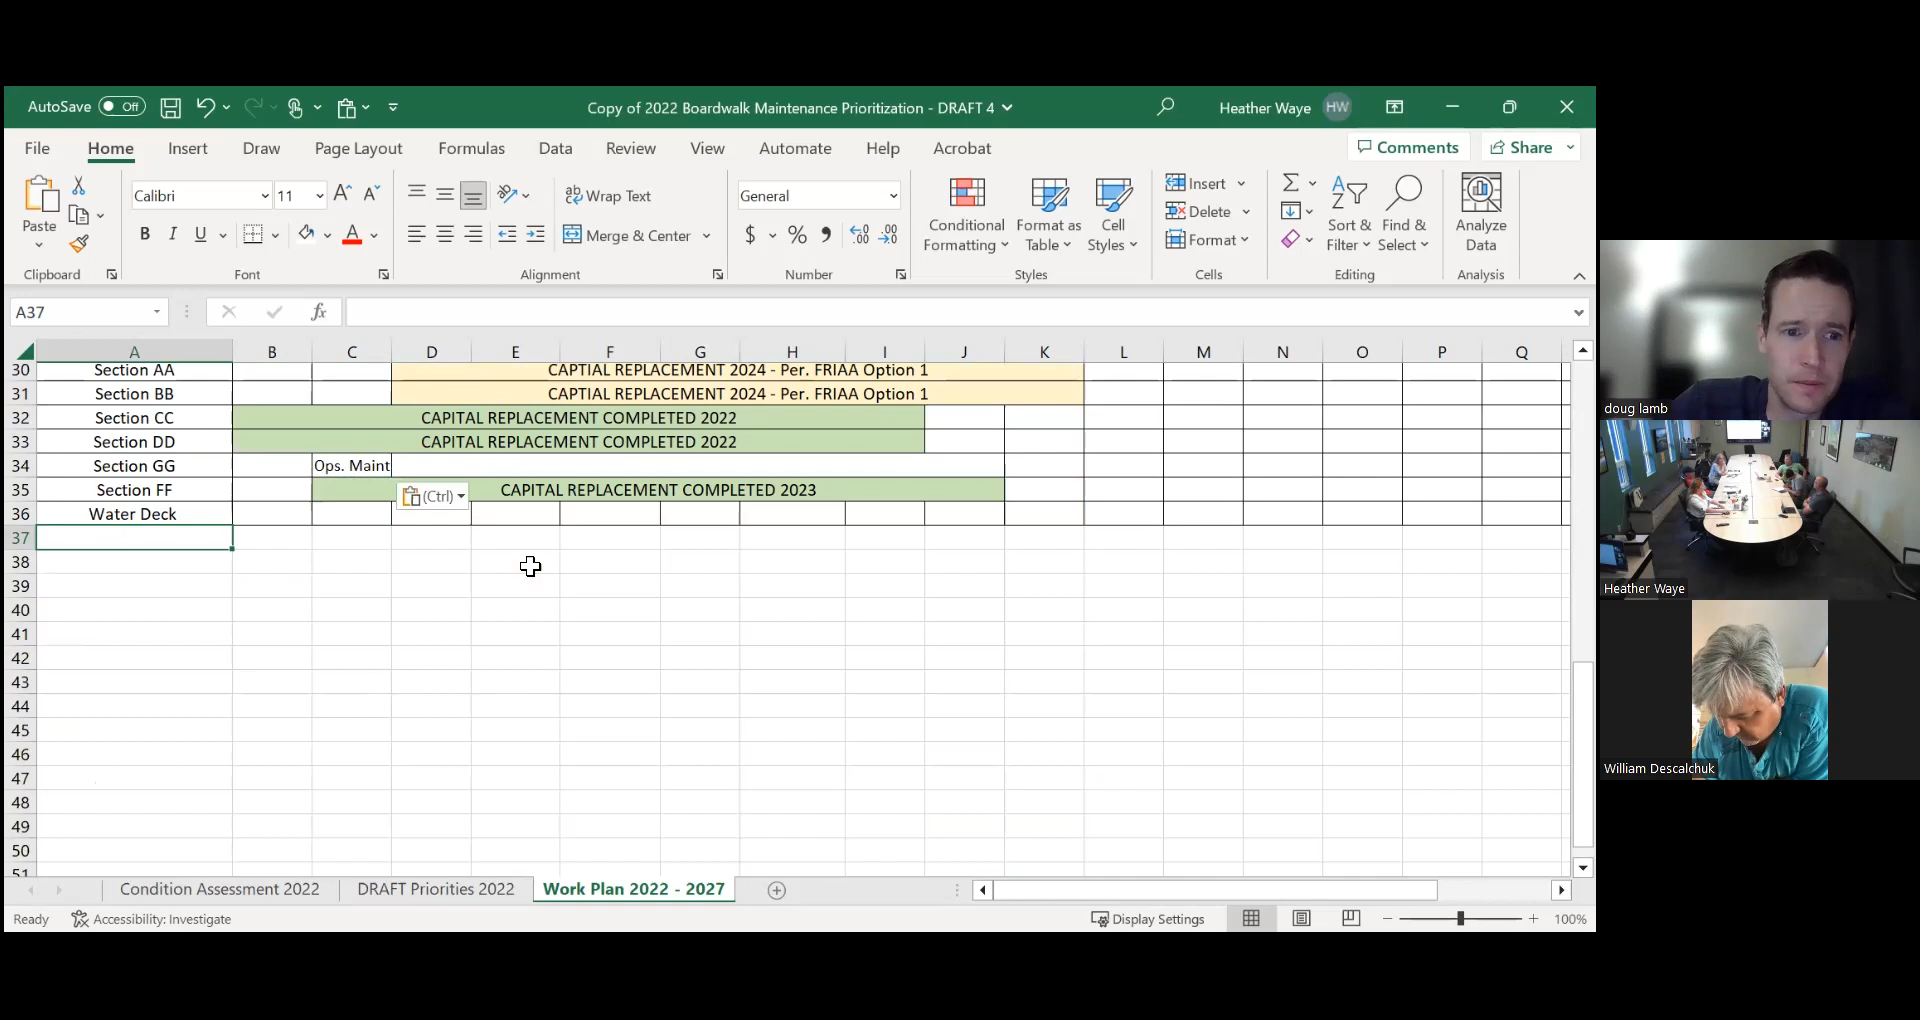 AutoSave Off Copy of 2022 Boardwalk Maintenance Prioritization - DRAFT 4 Heather Waye HW
File Home Insert Draw Page Layout Formulas Data Review View Automate Help Acrobat Comments Share
Paste
Clipboard
Calibri 11
B I U A
Font
Wrap Text
Merge & Center
Alignment
General
$ % , .00 .00
Number
Conditional Formatting
Format as Table
Cell Styles
Styles
Insert
Delete
Format
Cells
Sort & Filter
Find & Select
Editing
Analyze Data
Analysis
A37 fx
A B C D E F G H I J K L M N O P Q
30 Section AA CAPTIAL REPLACEMENT 2024 - Per. FRIAA Option 1
31 Section BB CAPTIAL REPLACEMENT 2024 - Per. FRIAA Option 1
32 Section CC CAPITAL REPLACEMENT COMPLETED 2022
33 Section DD CAPITAL REPLACEMENT COMPLETED 2022
34 Section GG Ops. Maint
35 Section FF (Ctrl) CAPITAL REPLACEMENT COMPLETED 2023
36 Water Deck
37
38
39
40
41
42
43
44
45
46
47
48
49
50
51
Condition Assessment 2022 DRAFT Priorities 2022 Work Plan 2022 - 2027
Ready Accessibility: Investigate Display Settings 100%
doug lamb
Heather Waye
William Descalchuk